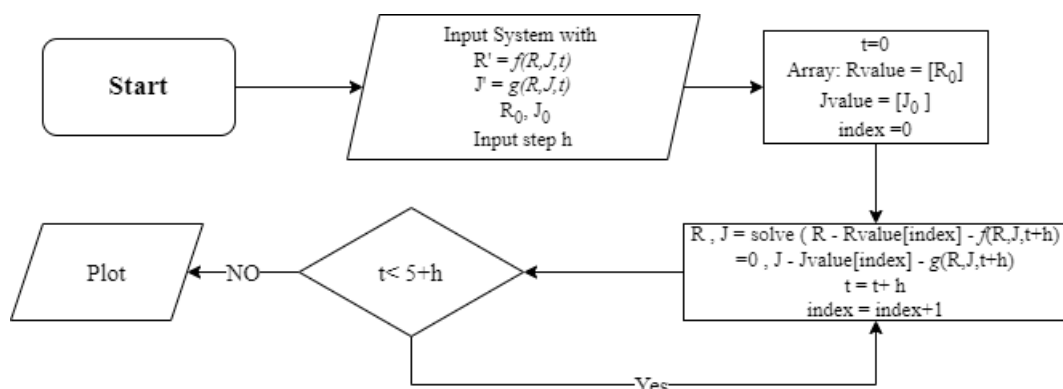 Start
Input System with
R' = f(R,J,t)
J' = g(R,J,t)
R₀, J₀
Input step h
t=0
Array: Rvalue = [R₀]
Jvalue = [J₀ ]
index =0
R , J = solve ( R - Rvalue[index] - f(R,J,t+h)
=0 , J - Jvalue[index] - g(R,J,t+h)
t = t+ h
index = index+1
t< 5+h
NO
Plot
Yes